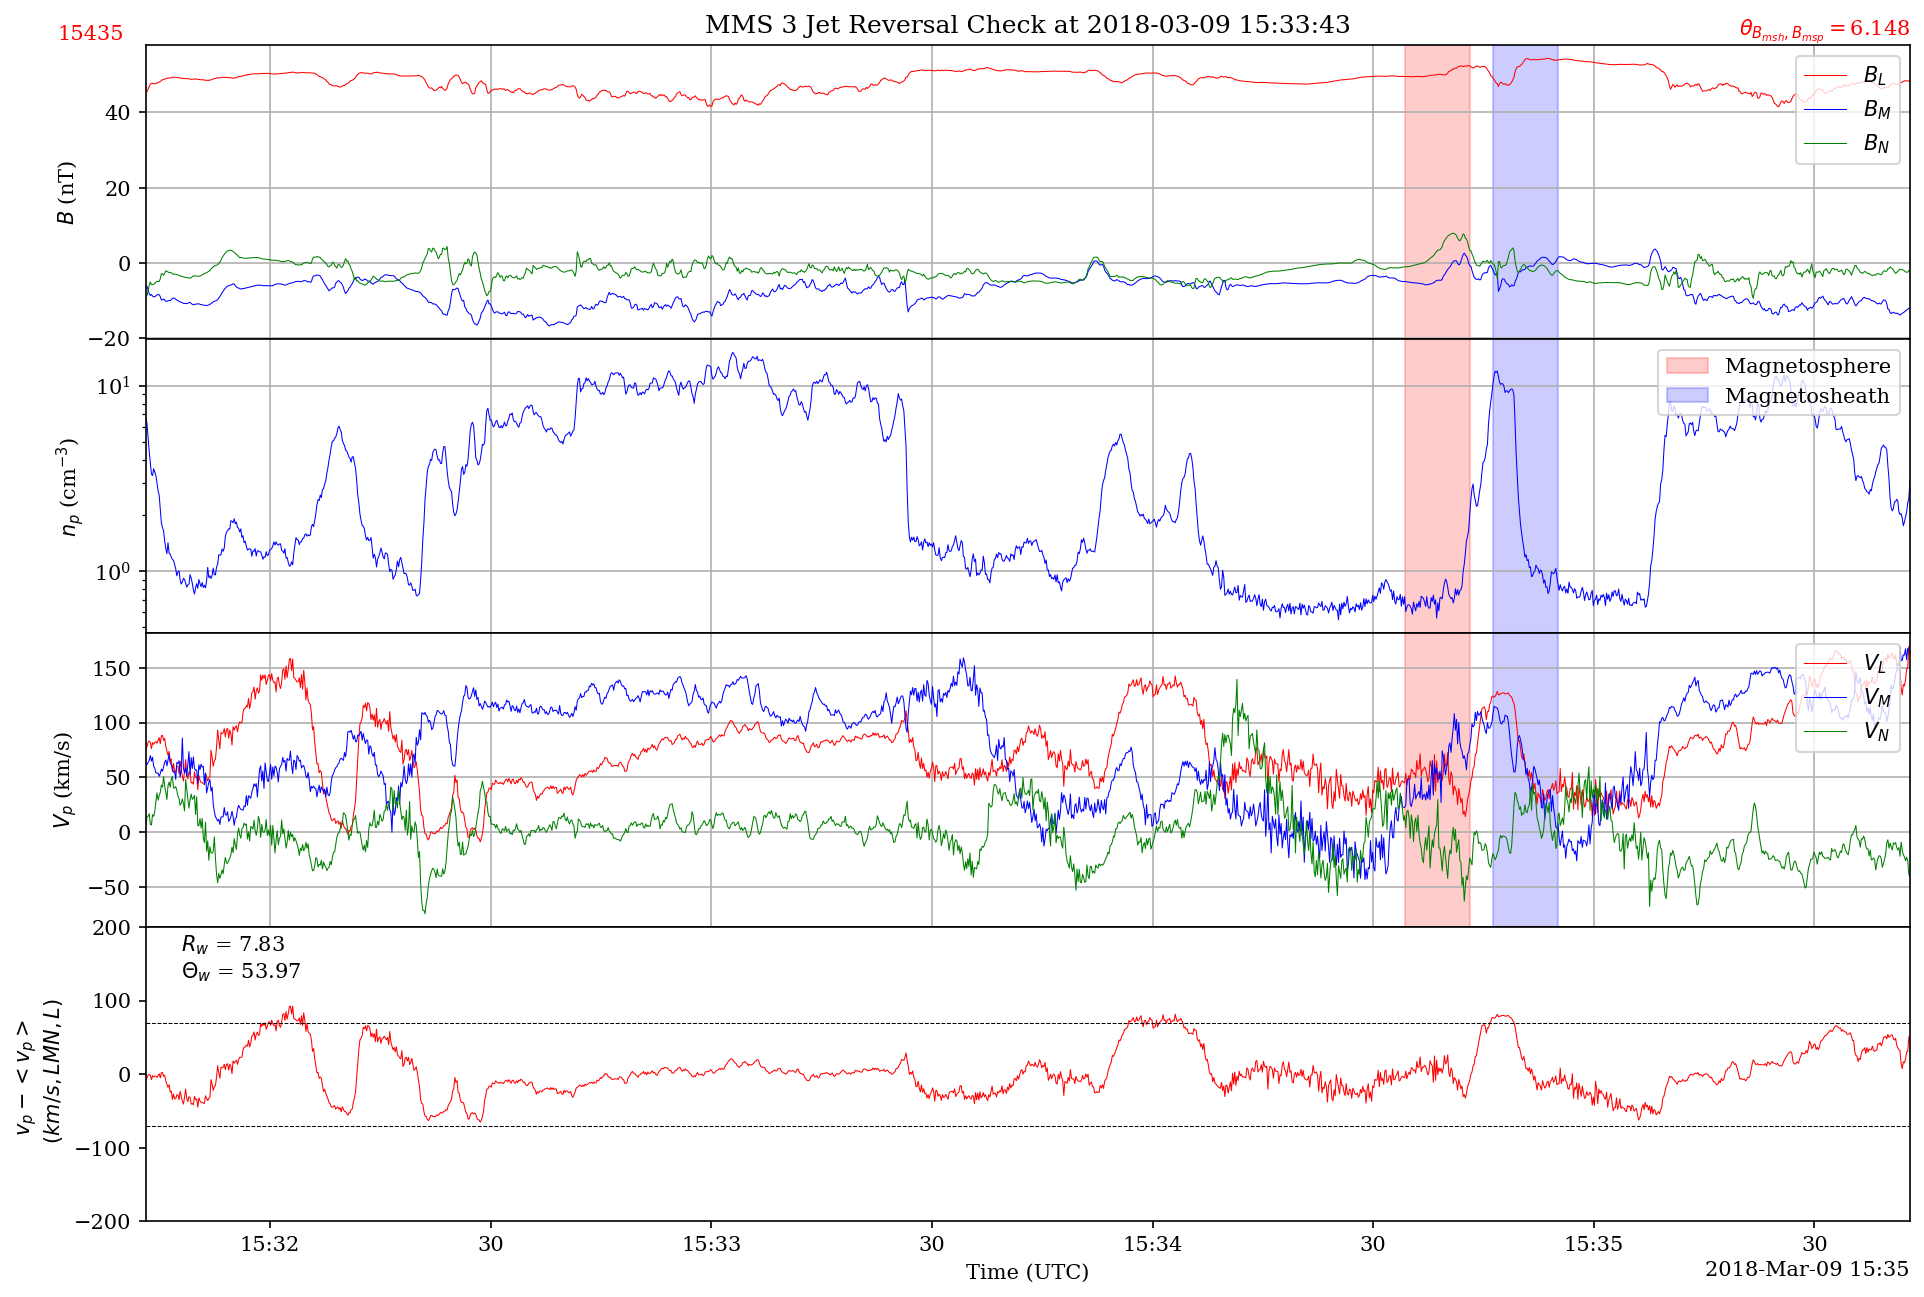 MMS 3 Jet Reversal Check at 2018-03-09 15:33:43
15435
θ_{B_{msh}, B_{msp}} = 6.148
B (nT)
40
20
0
−20
B_L
B_M
B_N
n_p (cm^{−3})
10^1
10^0
Magnetosphere
Magnetosheath
V_p (km/s)
150
100
50
0
−50
V_L
V_M
V_N
v_p − < v_p >
(km/s, LMN, L)
200
100
0
−100
−200
R_w = 7.83
Θ_w = 53.97
15:32 30 15:33 30 15:34 30 15:35 30
Time (UTC)
2018-Mar-09 15:35